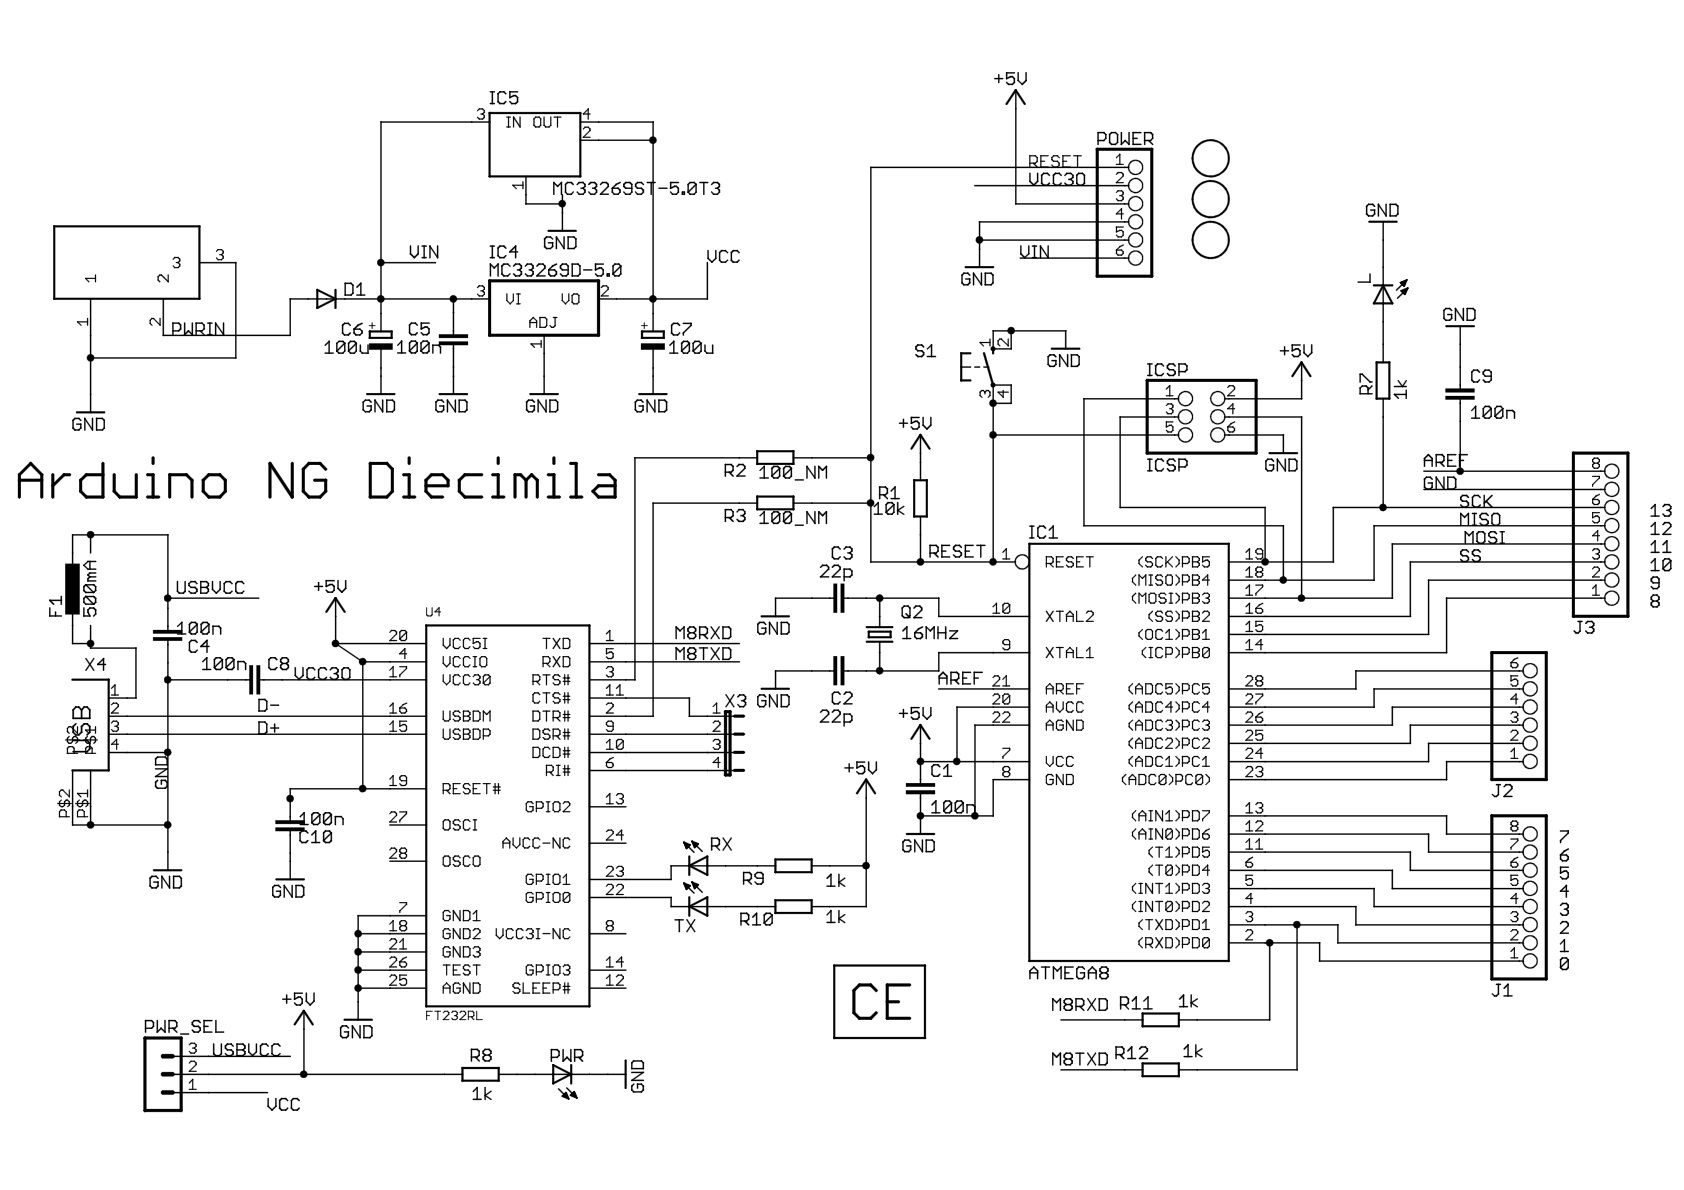 +5V
IC5
3 IN OUT 4
2
1
MC33269ST-5.0T3
GND
POWER
RESET 1
VCC3O 2
3
4
5
VIN 6
GND
3 3
1 2
1
2 PWRIN
GND
D1
VIN
IC4
MC33269D-5.0
3 VI VO 2
ADJ
1
VCC
C6 + 100u
C5 100n
C7 + 100u
GND GND GND GND
S1
1 2
3 4
GND
ICSP
1 2
3 4
5 6
ICSP
+5V
GND
GND
L
R7 1k
GND
C9
100n
Arduino NG Diecimila
R2 100_NM
R3 100_NM
+5V
R1
10k
RESET
AREF 8
GND 7
SCK 6 13
MISO 5 12
MOSI 4 11
SS 3 10
2 9
1 8
J3
F1 500mA
USBVCC
100n
C4
100n C8
VCC3O
X4
1
2
3
4
USB
P$2 P$1
D-
D+
GND
P$2 P$1
GND
+5V
U4
20 VCC5I TXD 1 M8RXD
4 VCCIO RXD 5 M8TXD
17 VCC3O RTS# 3
CTS# 11
16 USBDM DTR# 2
15 USBDP DSR# 9
DCD# 10
RI# 6
19 RESET#
GPIO2 13
27 OSCI
AVCC-NC 24
28 OSCO
GPIO1 23
GPIO0 22
7 GND1
18 GND2 VCC3I-NC 8
21 GND3
26 TEST GPIO3 14
25 AGND SLEEP# 12
FT232RL
GND
100n
C10
GND
X3
1
2
3
4
RX
R9 1k
TX
R10 1k
+5V
C3
22p
GND
Q2
16MHz
C2
22p
GND
AREF
+5V
C1
100n
GND
IC1
1 RESET (SCK)PB5 19
(MISO)PB4 18
(MOSI)PB3 17
10 XTAL2 (SS)PB2 16
(OC1)PB1 15
9 XTAL1 (ICP)PB0 14
21 AREF (ADC5)PC5 28
20 AVCC (ADC4)PC4 27
22 AGND (ADC3)PC3 26
(ADC2)PC2 25
7 VCC (ADC1)PC1 24
8 GND (ADC0)PC0) 23
(AIN1)PD7 13
(AIN0)PD6 12
(T1)PD5 11
(T0)PD4 6
(INT1)PD3 5
(INT0)PD2 4
(TXD)PD1 3
(RXD)PD0 2
ATMEGA8
6
5
4
3
2
1
J2
8 7
7 6
6 5
5 4
4 3
3 2
2 1
1 0
J1
CE
M8RXD R11 1k
M8TXD R12 1k
+5V
PWR_SEL
3 USBVCC
2
1
VCC
R8
1k
PWR
GND